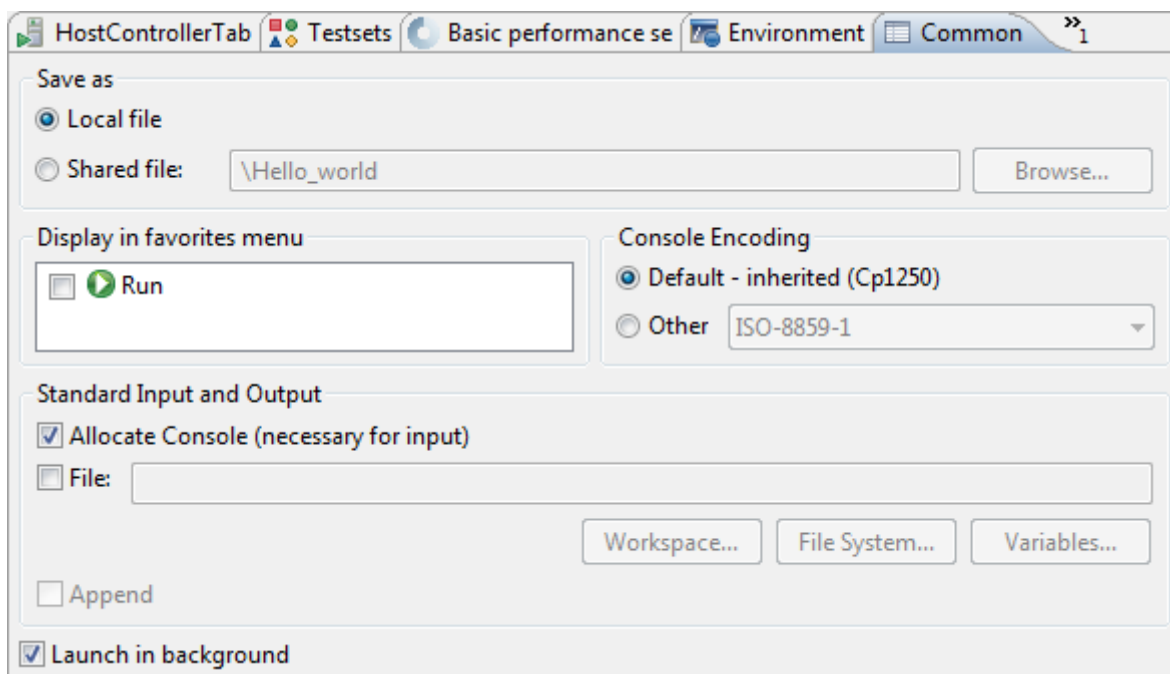 HostControllerTab Testsets Basic performance se Environment Common »1
Save as
Local file
Shared file: \Hello_world Browse...
Display in favorites menu
Run
Console Encoding
Default - inherited (Cp1250)
Other ISO-8859-1
Standard Input and Output
Allocate Console (necessary for input)
File:
Workspace... File System... Variables...
Append
Launch in background